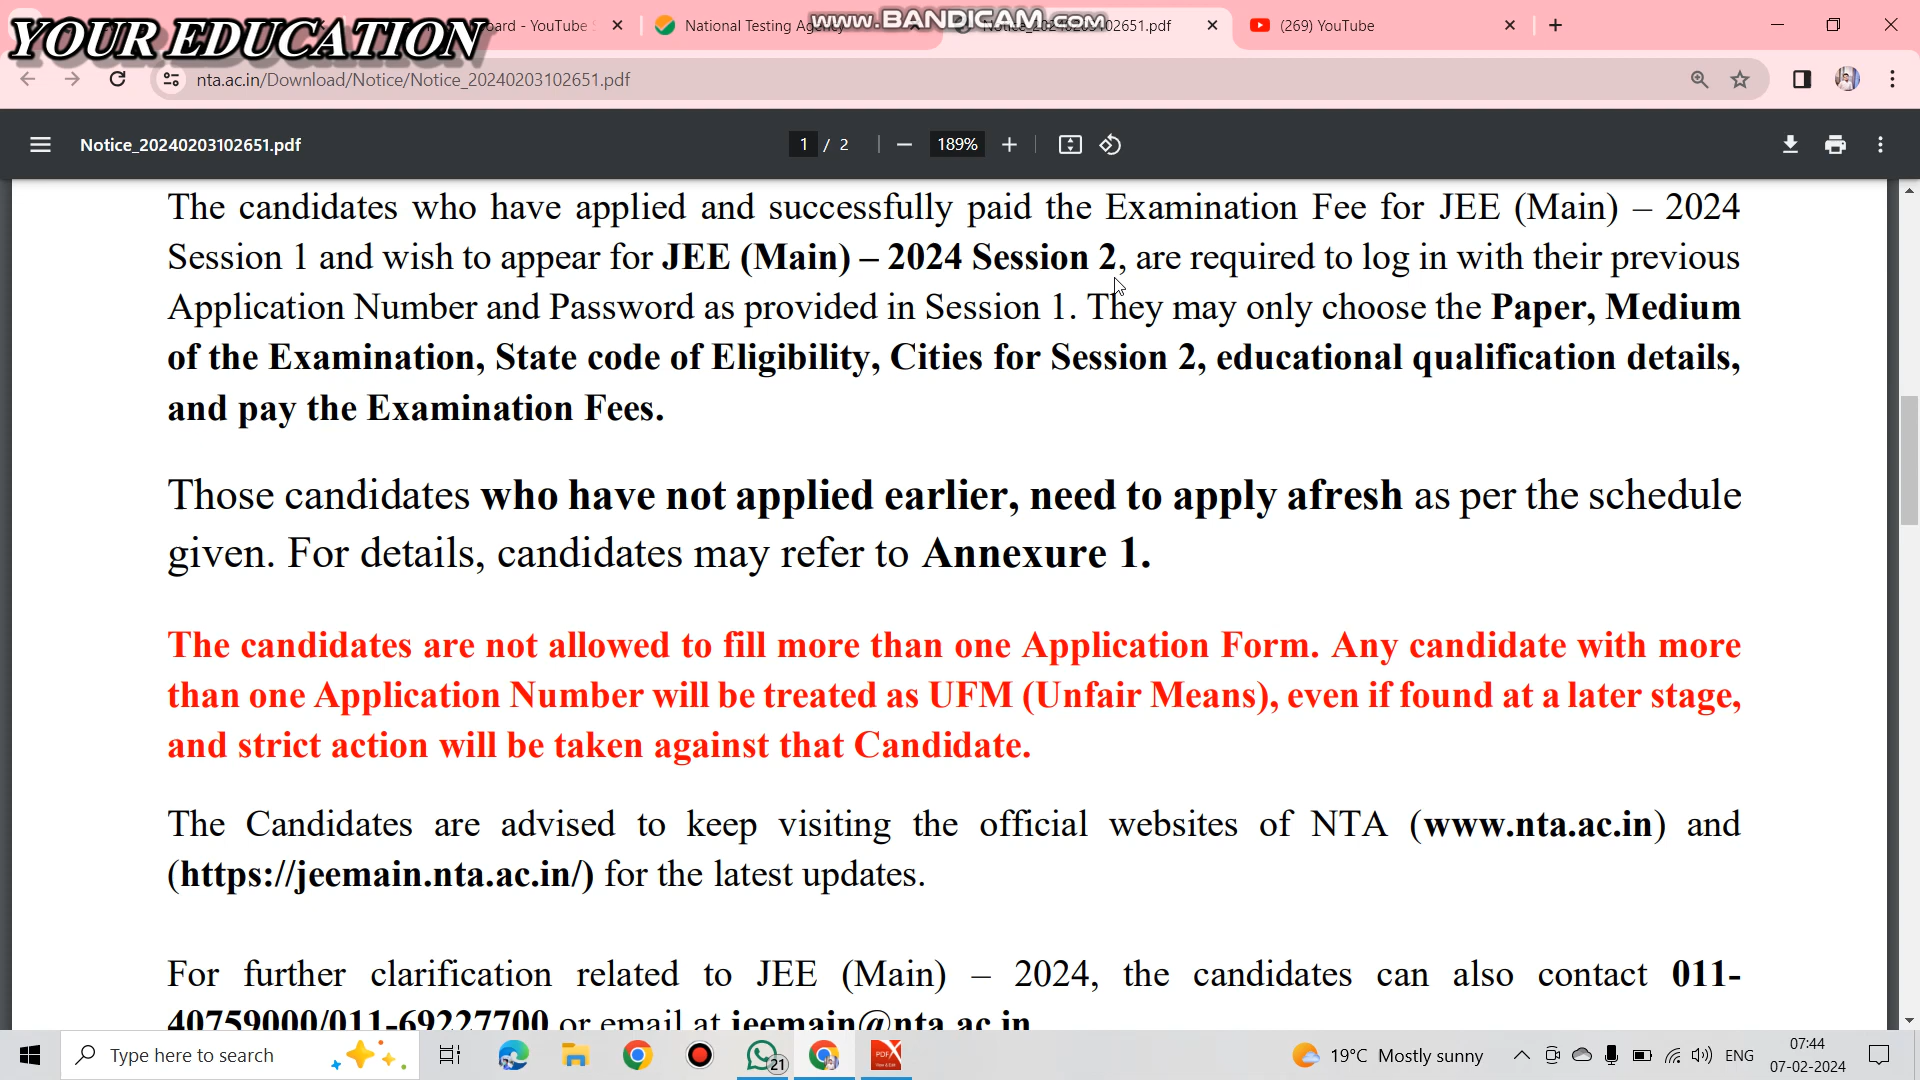 YOUR EDUCATION
board - YouTube
National Testing Agency
www.BANDICAM.com
Notice_20240203102651.pdf
(269) YouTube
nta.ac.in/Download/Notice/Notice_20240203102651.pdf
Notice_20240203102651.pdf
1 / 2
189%
The candidates who have applied and successfully paid the Examination Fee for JEE (Main) – 2024
Session 1 and wish to appear for JEE (Main) – 2024 Session 2, are required to log in with their previous
Application Number and Password as provided in Session 1. They may only choose the Paper, Medium
of the Examination, State code of Eligibility, Cities for Session 2, educational qualification details,
and pay the Examination Fees.
Those candidates who have not applied earlier, need to apply afresh as per the schedule
given. For details, candidates may refer to Annexure 1.
The candidates are not allowed to fill more than one Application Form. Any candidate with more
than one Application Number will be treated as UFM (Unfair Means), even if found at a later stage,
and strict action will be taken against that Candidate.
The Candidates are advised to keep visiting the official websites of NTA (www.nta.ac.in) and
(https://jeemain.nta.ac.in/) for the latest updates.
For further clarification related to JEE (Main) – 2024, the candidates can also contact 011-
40759000/011-69227700 or email at jeemain@nta.ac.in
Type here to search
21
PDF
19°C Mostly sunny
ENG
07:44
07-02-2024